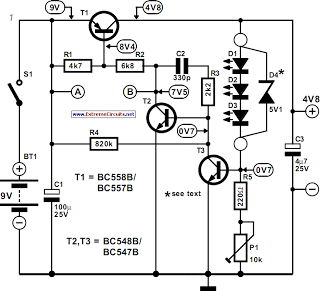 9V
T1
4V8
S1
R1
4k7
8V4
R2
6k8
C2
330p
D1
D2
D3
D4*
5V1
A
B
7V5
T2
R3
2k2
www.ExtremeCircuits.net
0V7
R4
820k
T3
0V7
4V8
C3
4µ7
25V
BT1
9V
C1
100µ
25V
T1 = BC558B/
BC557B
* see text
R5
220Ω
T2,T3 = BC548B/
BC547B
P1
10k